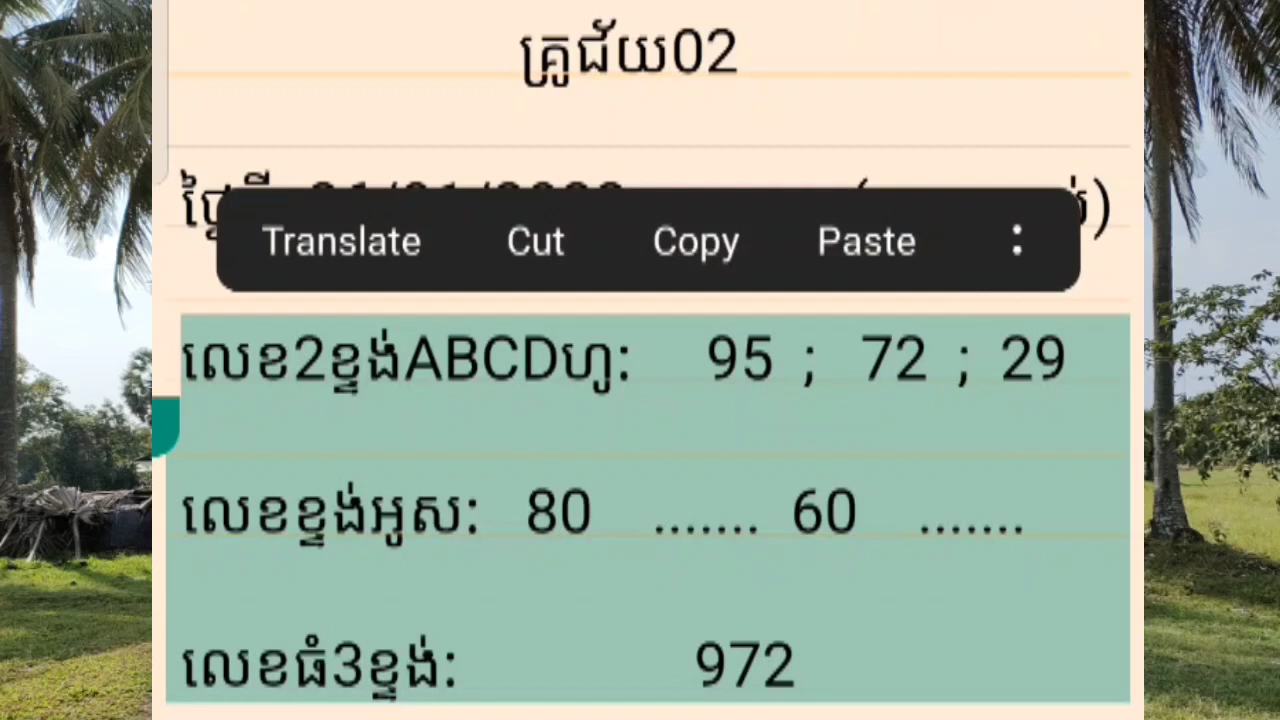 គ្រូជ័យ02
Translate Cut Copy Paste
លេខ2ខ្ទង់ABCDហូ: 95 ; 72 ; 29
លេខខ្ទង់អូស: 80 ....... 60 .......
លេខធំ3ខ្ទង់: 972